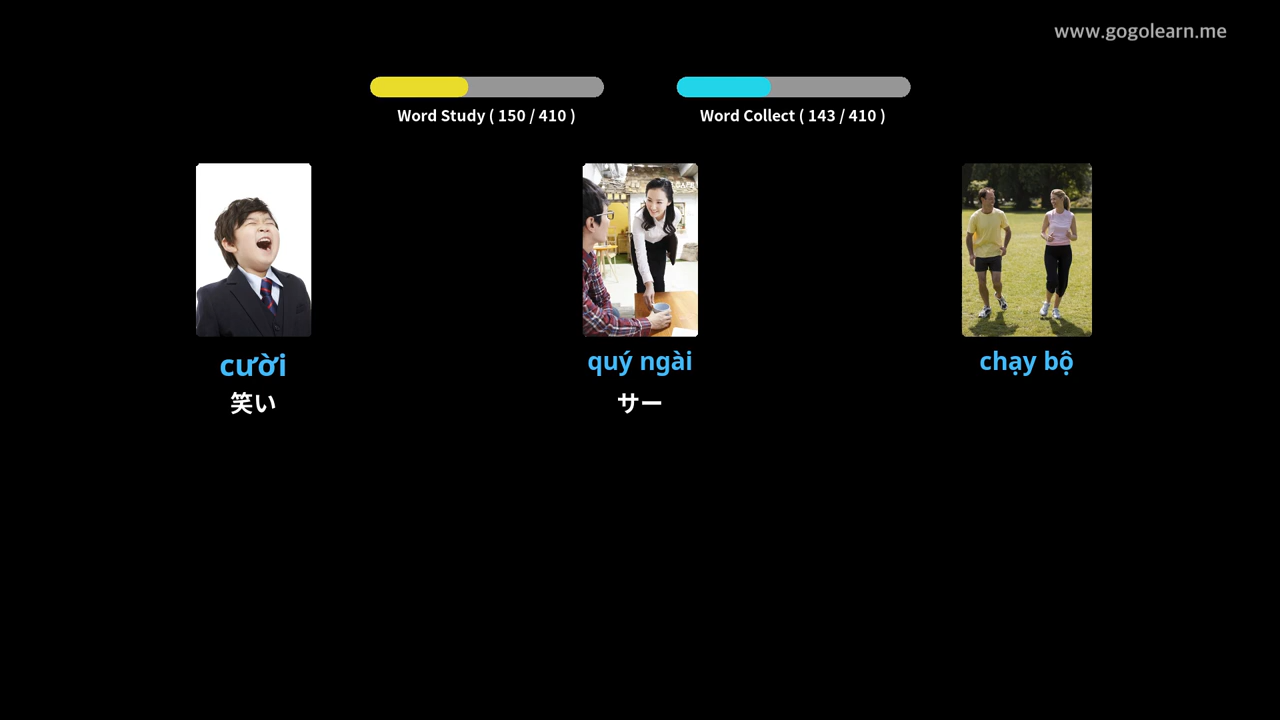 www.gogolearn.me
Word Study ( 150 / 410 )
Word Collect ( 143 / 410 )
cười
quý ngài
chạy bộ
笑い
サー